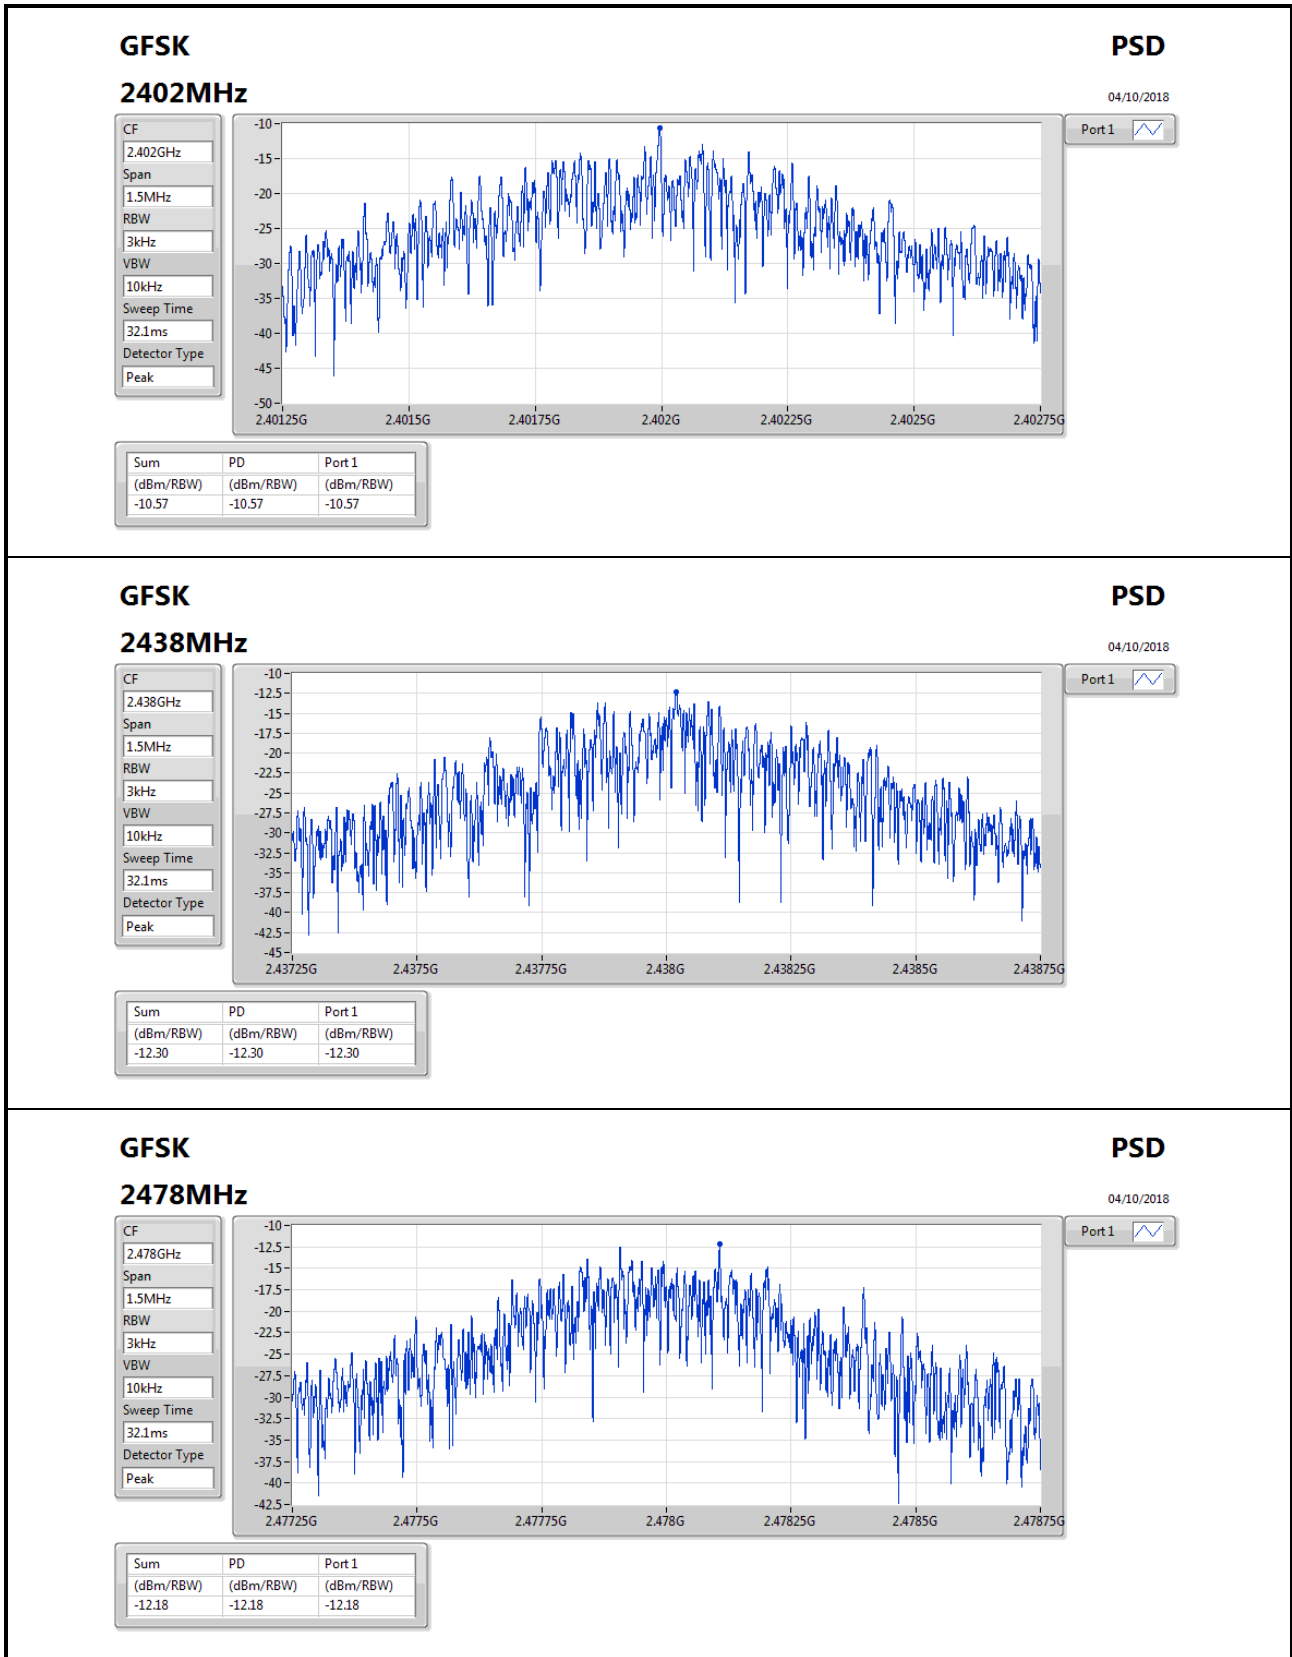 GFSK PSD
2402MHz 04/10/2018
CF
2.402GHz
Span
1.5MHz
RBW
3kHz
VBW
10kHz
Sweep Time
32.1ms
Detector Type
Peak
-10
-15
-20
-25
-30
-35
-40
-45
-50
2.40125G 2.4015G 2.40175G 2.402G 2.40225G 2.4025G 2.40275G
Port 1
Sum PD Port 1
(dBm/RBW) (dBm/RBW) (dBm/RBW)
-10.57 -10.57 -10.57
GFSK PSD
2438MHz 04/10/2018
CF
2.438GHz
Span
1.5MHz
RBW
3kHz
VBW
10kHz
Sweep Time
32.1ms
Detector Type
Peak
-10
-12.5
-15
-17.5
-20
-22.5
-25
-27.5
-30
-32.5
-35
-37.5
-40
-42.5
-45
2.43725G 2.4375G 2.43775G 2.438G 2.43825G 2.4385G 2.43875G
Port 1
Sum PD Port 1
(dBm/RBW) (dBm/RBW) (dBm/RBW)
-12.30 -12.30 -12.30
GFSK PSD
2478MHz 04/10/2018
CF
2.478GHz
Span
1.5MHz
RBW
3kHz
VBW
10kHz
Sweep Time
32.1ms
Detector Type
Peak
-10
-12.5
-15
-17.5
-20
-22.5
-25
-27.5
-30
-32.5
-35
-37.5
-40
-42.5
2.47725G 2.4775G 2.47775G 2.478G 2.47825G 2.4785G 2.47875G
Port 1
Sum PD Port 1
(dBm/RBW) (dBm/RBW) (dBm/RBW)
-12.18 -12.18 -12.18